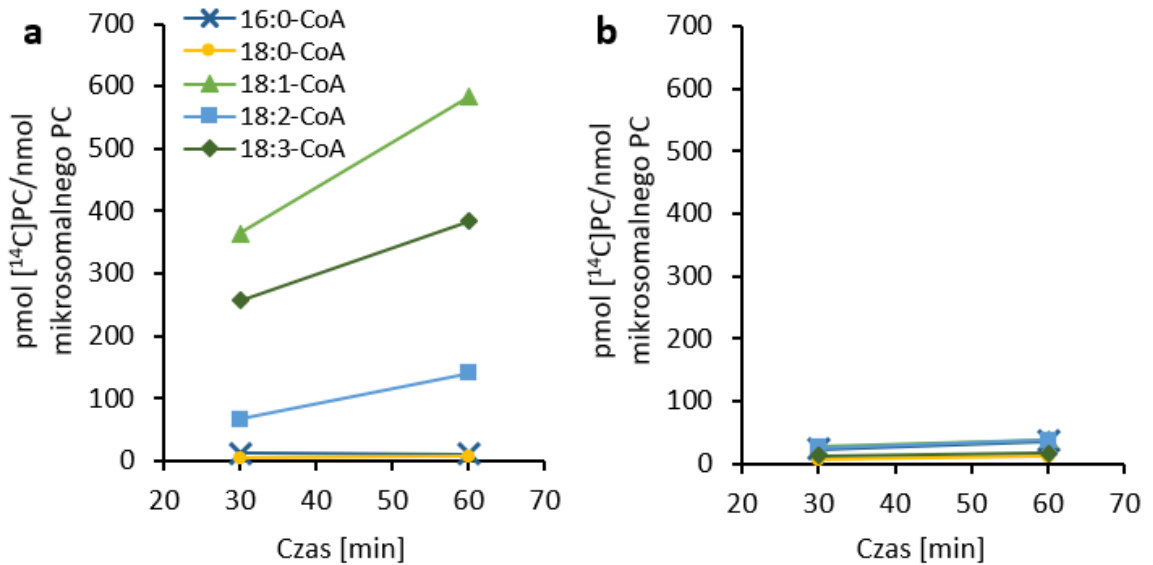 a
16:0-CoA
18:0-CoA
18:1-CoA
18:2-CoA
18:3-CoA
pmol [¹⁴C]PC/nmol
mikrosomalnego PC
700
600
500
400
300
200
100
0
20 30 40 50 60 70
Czas [min]
b
pmol [¹⁴C]PC/nmol
mikrosomalnego PC
700
600
500
400
300
200
100
0
20 30 40 50 60 70
Czas [min]